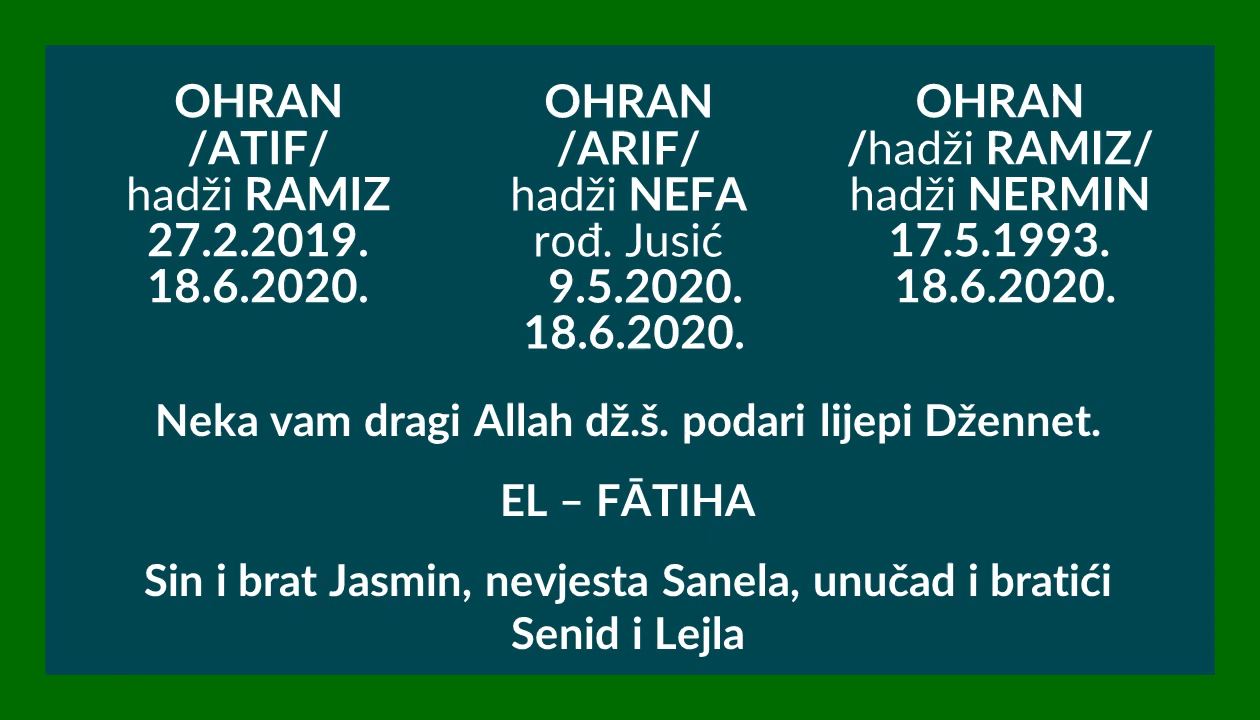 OHRAN
/ATIF/
hadži RAMIZ
27.2.2019.
18.6.2020.
OHRAN
/ARIF/
hadži NEFA
rođ. Jusić
9.5.2020.
18.6.2020.
OHRAN
/hadži RAMIZ/
hadži NERMIN
17.5.1993.
18.6.2020.
Neka vam dragi Allah dž.š. podari lijepi Džennet.
EL – FĀTIHA
Sin i brat Jasmin, nevjesta Sanela, unučad i bratići
Senid i Lejla